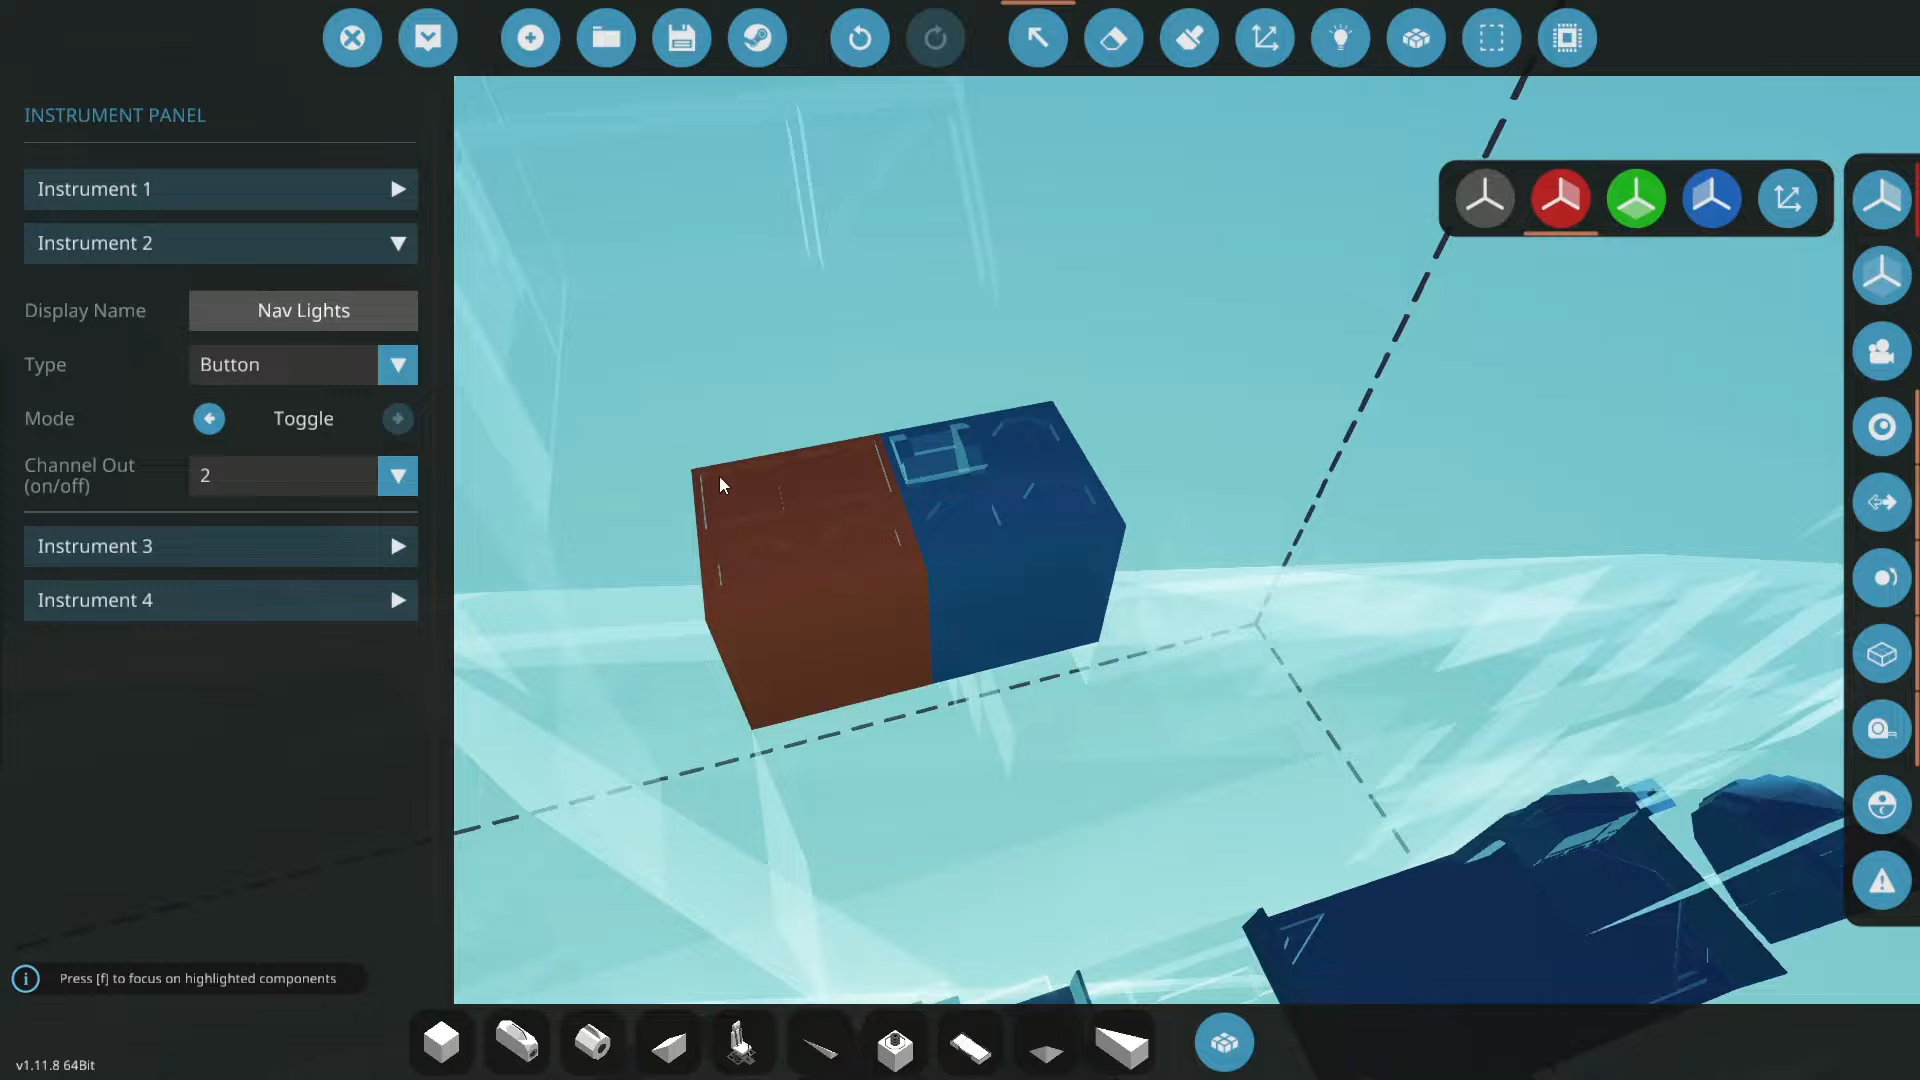 INSTRUMENT PANEL
Instrument 1
Instrument 2
Display Name
Nav Lights
Type
Button
Mode
Toggle
Channel Out
(on/off)
2
Instrument 3
Instrument 4
Press [f] to focus on highlighted components
v1.11.8 64Bit